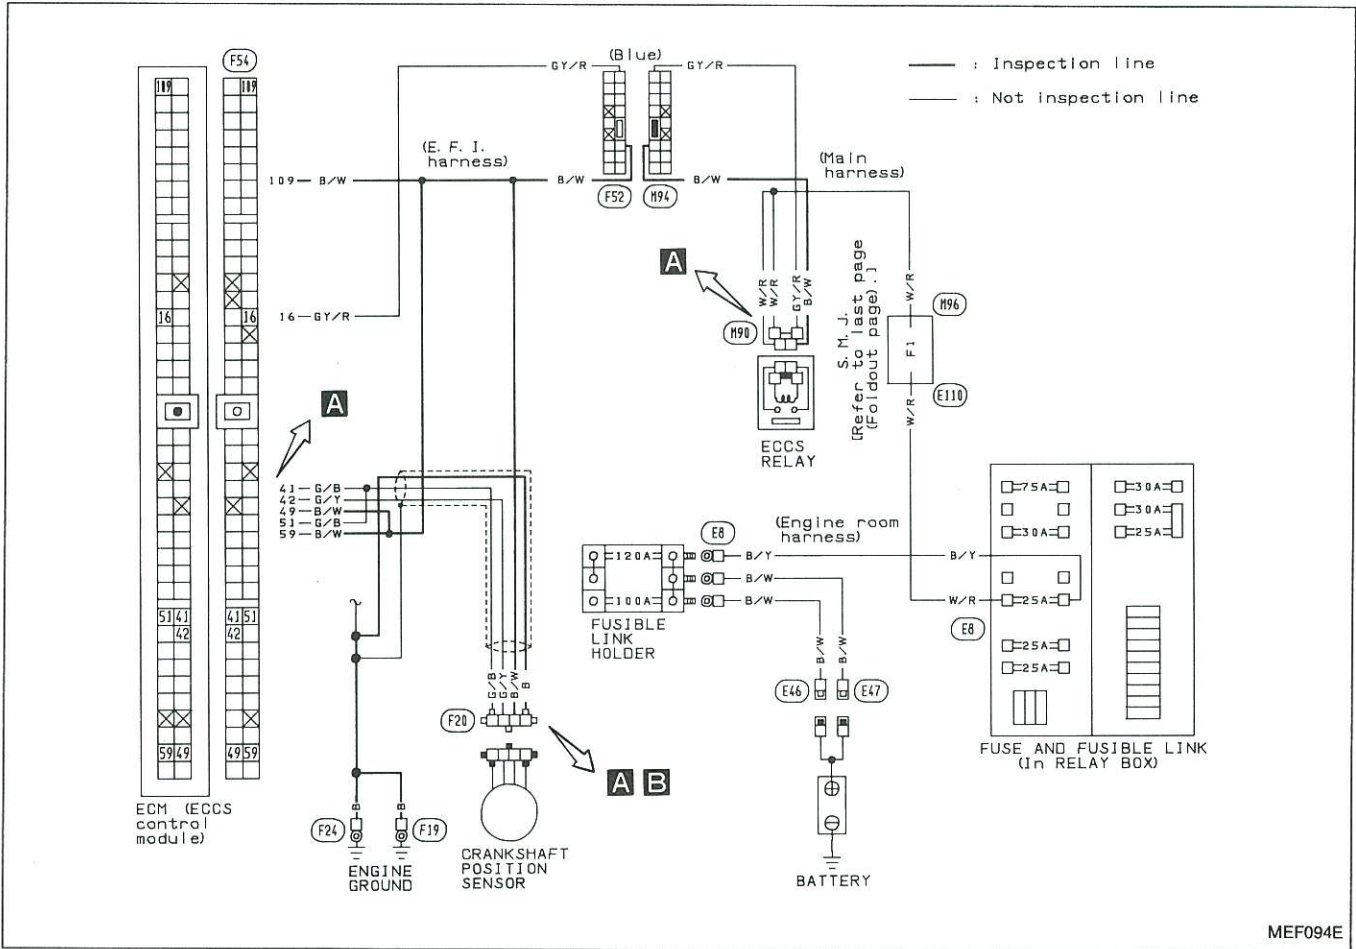 (Blue)
F54
GY/R
GY/R
: Inspection line
: Not inspection line
109
109
(E. F. I.
harness)
(Main
harness)
109
B/W
B/W
B/W
F52
M94
A
W/R
W/R
GY/R
B/W
S. M. J.
[Refer to last page
(Foldout page).]
W/R
M96
16
16
16
GY/R
M90
F1
E110
W/R
A
ECCS
RELAY
41 G/B
42 G/Y
49 B/W
51 G/B
59 B/W
75A
30A
30A
30A
25A
(Engine room
harness)
E8
120A
B/Y
B/Y
B/W
100A
B/W
W/R
25A
E8
FUSIBLE
LINK
HOLDER
51 41
42
41 51
42
25A
25A
B/W
B/W
G/B
G/Y
B/W
B
E46
E47
F20
59 49
49 59
FUSE AND FUSIBLE LINK
(In RELAY BOX)
A B
ECM (ECCS
control
module)
B
B
F24
F19
ENGINE
GROUND
CRANKSHAFT
POSITION
SENSOR
BATTERY
MEF094E